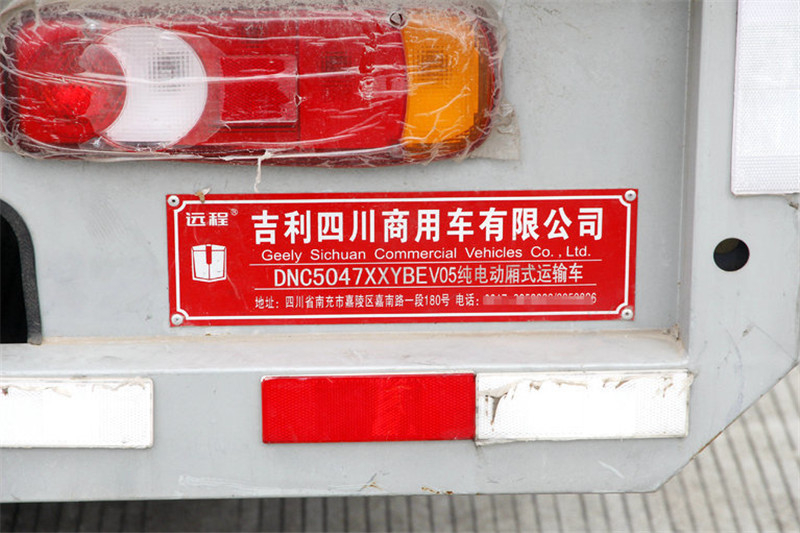 远程®
吉利四川商用车有限公司
Geely Sichuan Commercial Vehicles Co., Ltd.
DNC5047XXYBEV05纯电动厢式运输车
地址: 四川省南充市嘉陵区嘉南路一段180号 电话: